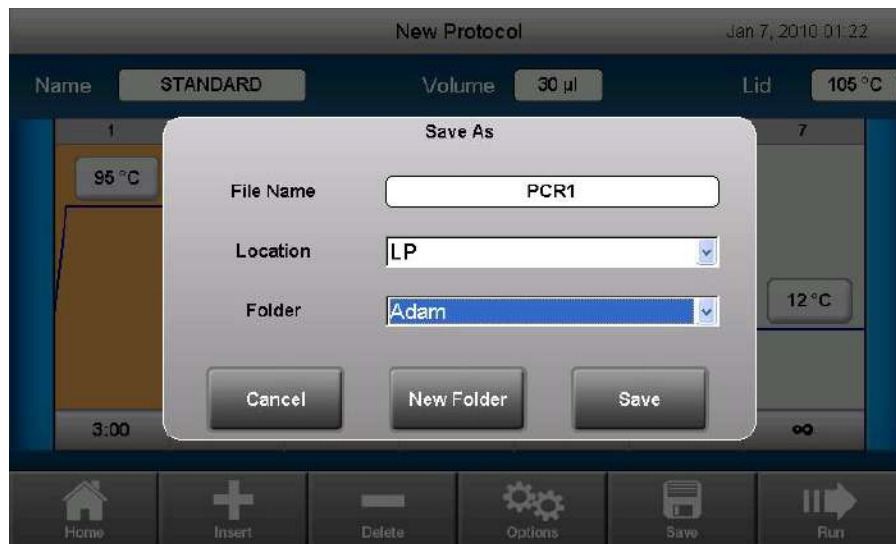 New Protocol Jan 7, 2010 01:22
Name STANDARD Volume 30 µl Lid 105 °C
1 Save As 7
95 °C
File Name PCR1
Location LP
Folder Adam
12 °C
Cancel New Folder Save
3:00 ∞
Home Insert Delete Options Save Run